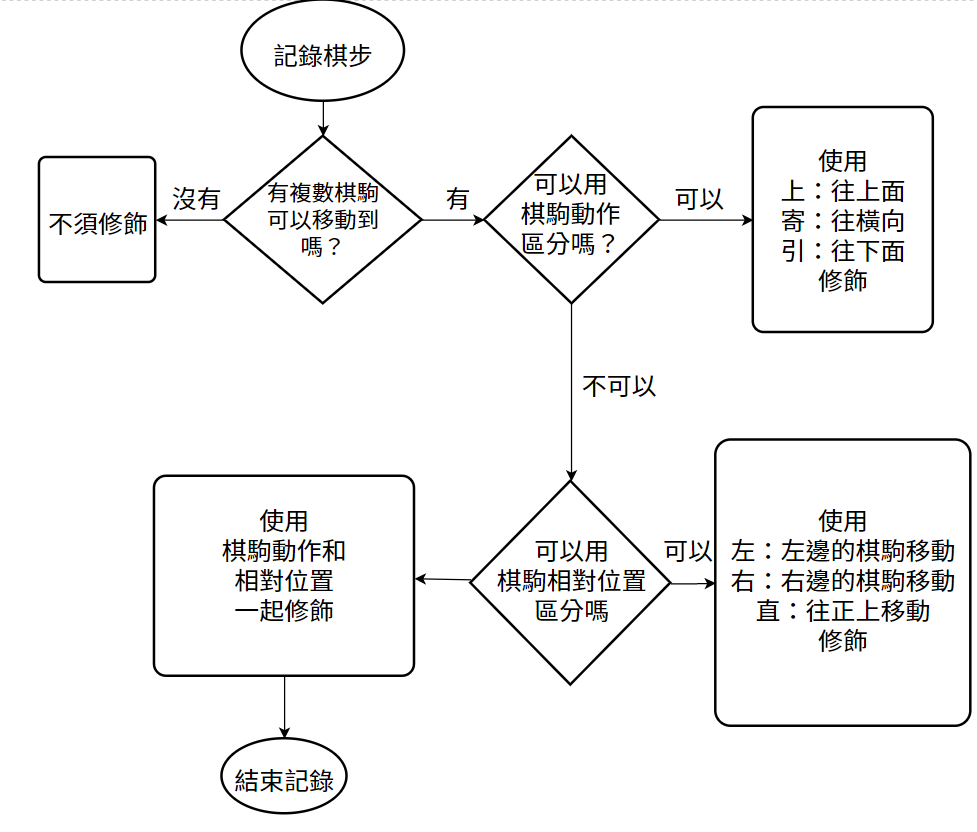 記錄棋步
有複數棋駒
可以移動到
嗎？
沒有
不須修飾
有
可以用
棋駒動作
區分嗎？
可以
使用
上：往上面
寄：往橫向
引：往下面
修飾
不可以
可以用
棋駒相對位置
區分嗎
可以
使用
左：左邊的棋駒移動
右：右邊的棋駒移動
直：往正上移動
修飾
使用
棋駒動作和
相對位置
一起修飾
結束記錄